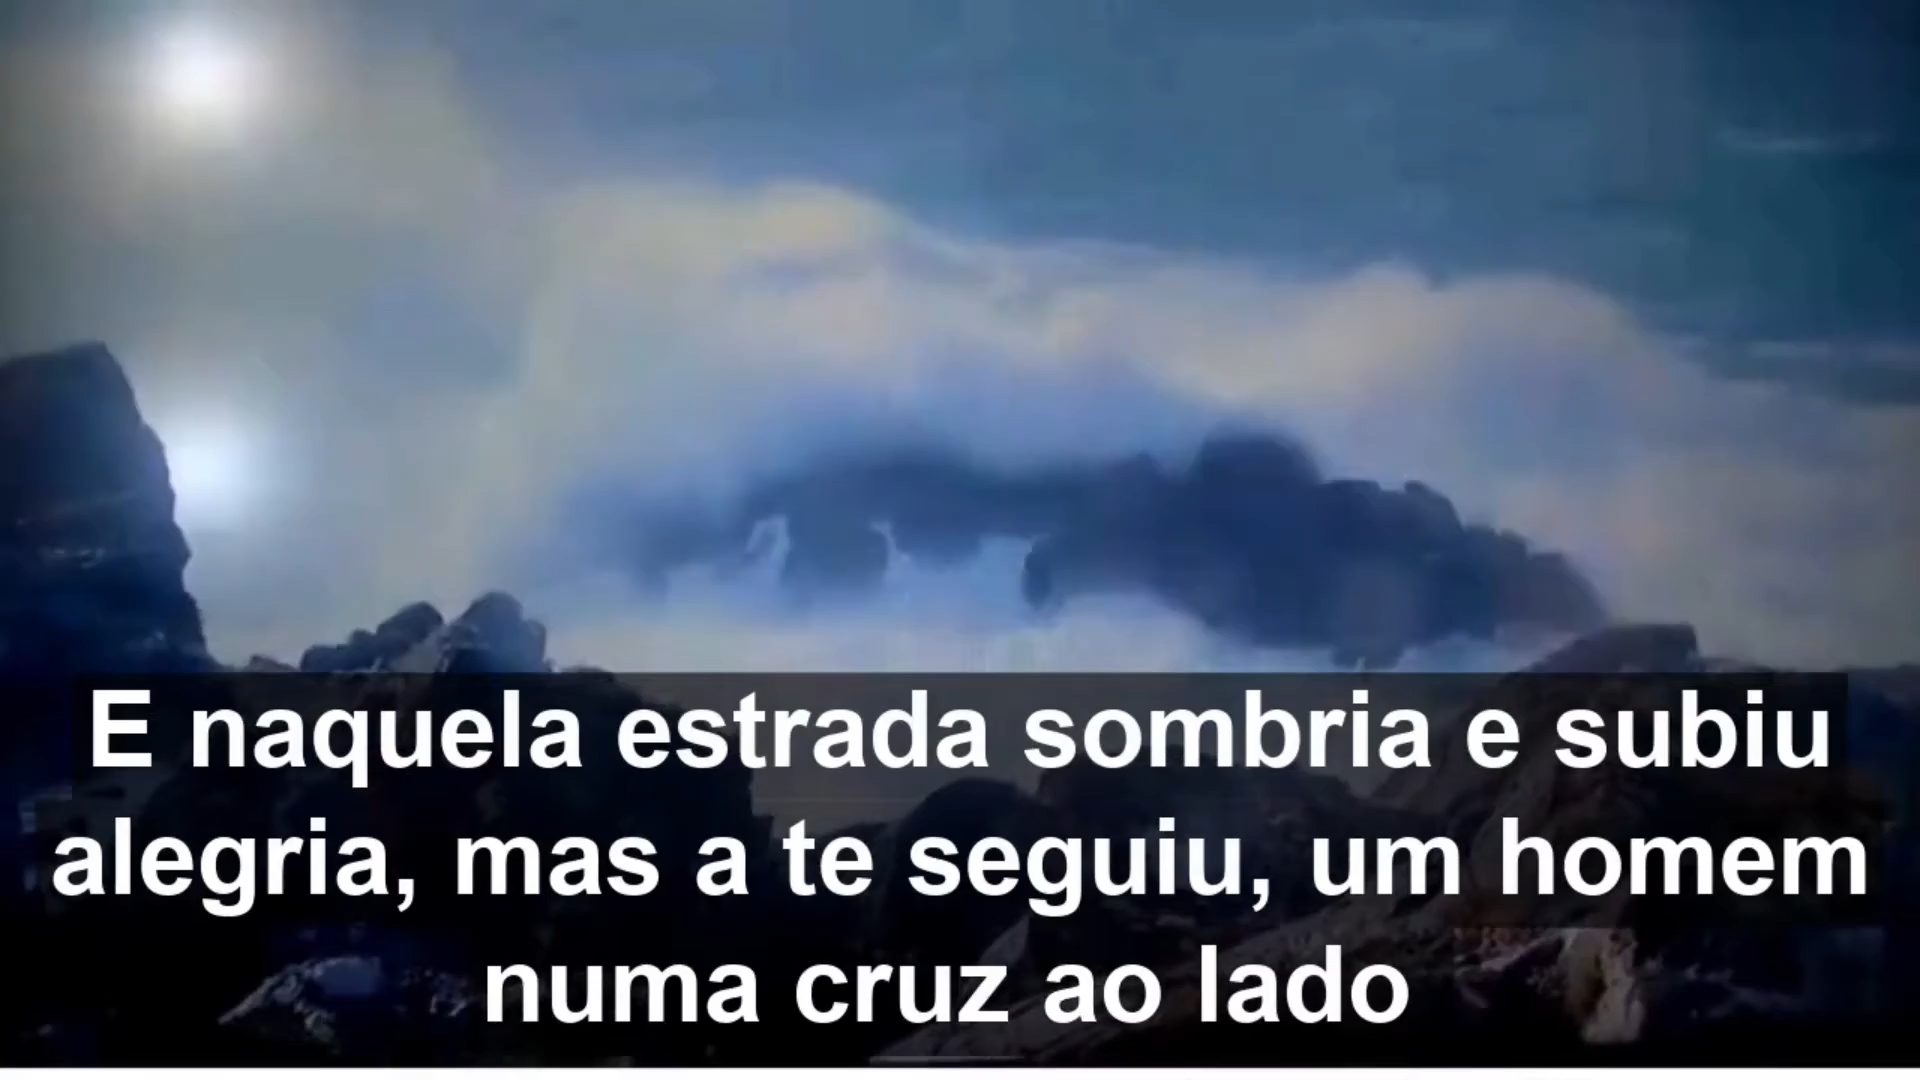 E naquela estrada sombria e subiu
alegria, mas a te seguiu, um homem
numa cruz ao lado